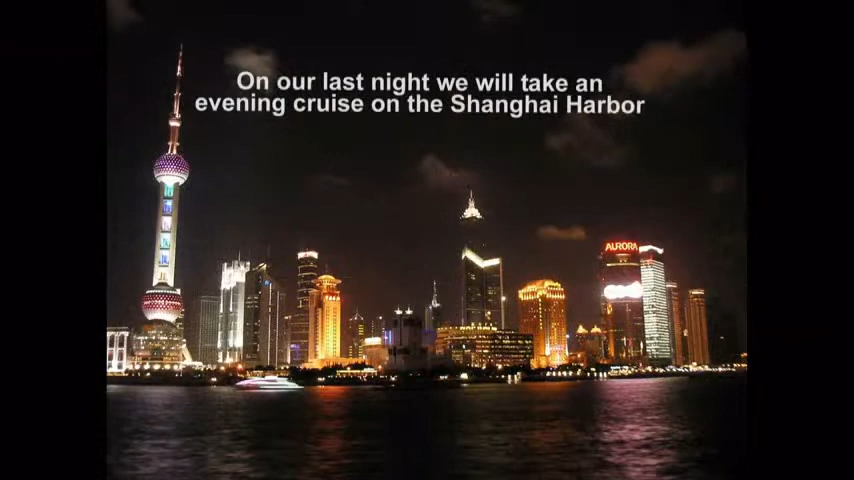 On our last night we will take an
evening cruise on the Shanghai Harbor
AURORA